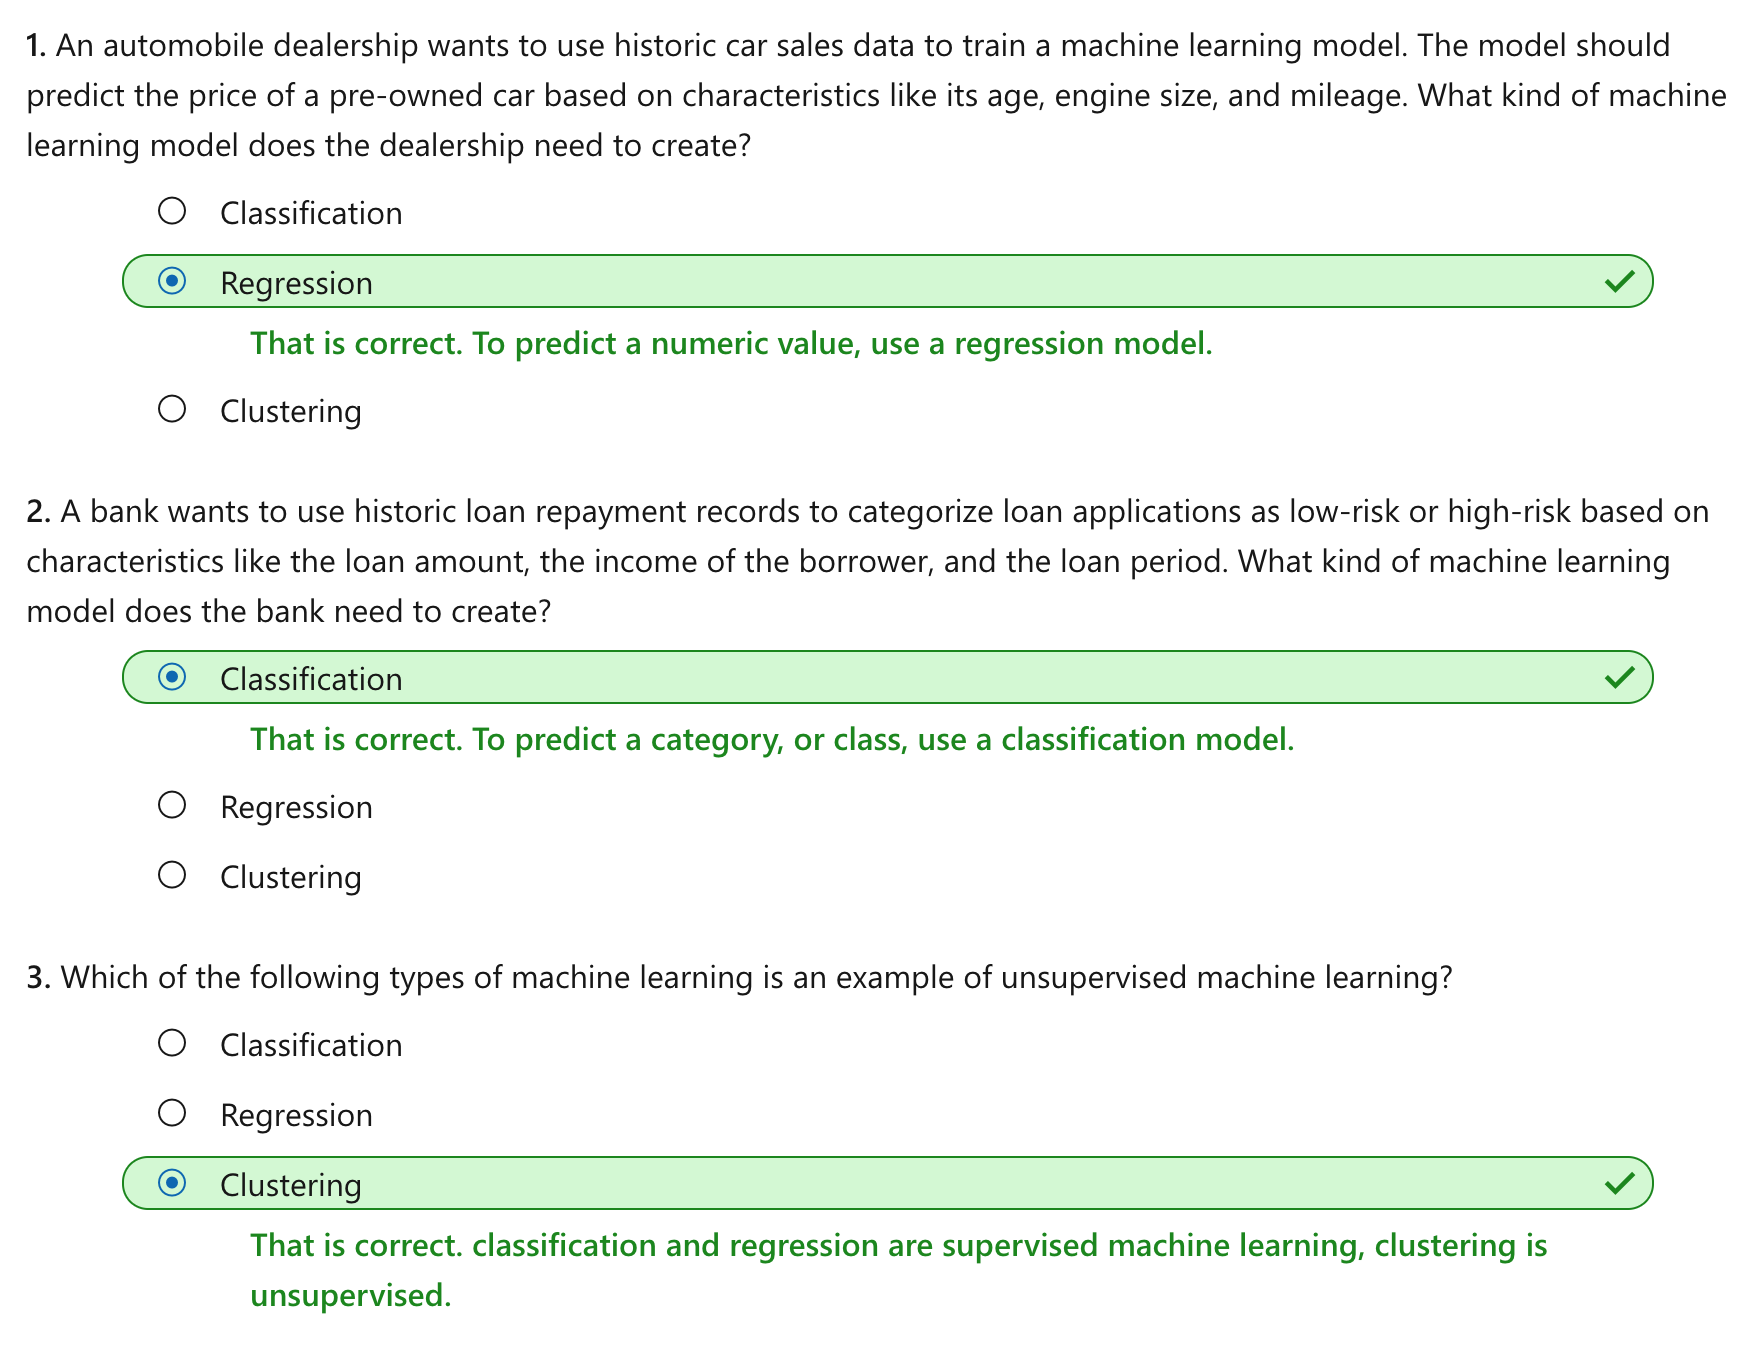 1. An automobile dealership wants to use historic car sales data to train a machine learning model. The model should
predict the price of a pre-owned car based on characteristics like its age, engine size, and mileage. What kind of machine
learning model does the dealership need to create?
Classification
Regression
That is correct. To predict a numeric value, use a regression model.
Clustering
2. A bank wants to use historic loan repayment records to categorize loan applications as low-risk or high-risk based on
characteristics like the loan amount, the income of the borrower, and the loan period. What kind of machine learning
model does the bank need to create?
Classification
That is correct. To predict a category, or class, use a classification model.
Regression
Clustering
3. Which of the following types of machine learning is an example of unsupervised machine learning?
Classification
Regression
Clustering
That is correct. classification and regression are supervised machine learning, clustering is
unsupervised.